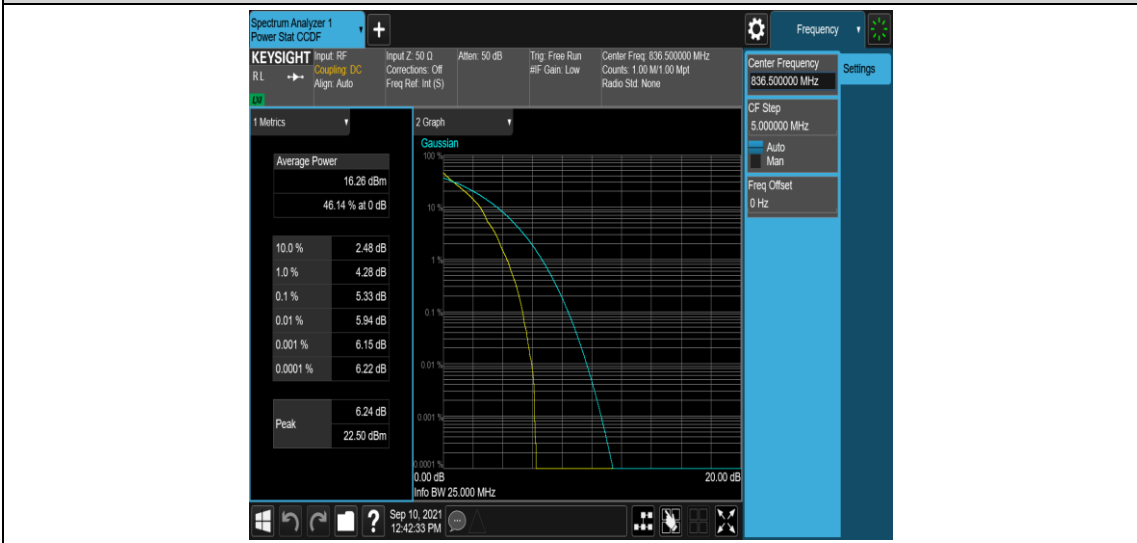 Spectrum Analyzer 1
Power Stat CCDF
+
Frequency
KEYSIGHT
R L
LXI
Input: RF
Coupling: DC
Align: Auto
Input Z: 50 Ω
Corrections: Off
Freq Ref: Int (S)
Atten: 50 dB
Trig: Free Run
#IF Gain: Low
Center Freq: 836.500000 MHz
Counts: 1.00 M/1.00 Mpt
Radio Std: None
Center Frequency
836.500000 MHz
Settings
CF Step
5.000000 MHz
Auto
Man
Freq Offset
0 Hz
1 Metrics
Average Power
16.26 dBm
46.14 % at 0 dB
10.0 % 2.48 dB
1.0 % 4.28 dB
0.1 % 5.33 dB
0.01 % 5.94 dB
0.001 % 6.15 dB
0.0001 % 6.22 dB
Peak
6.24 dB
22.50 dBm
2 Graph
Gaussian
100 %
10 %
1 %
0.1 %
0.01 %
0.001 %
0.0001 %
0.00 dB 20.00 dB
Info BW 25.000 MHz
?
Sep 10, 2021
12:42:33 PM